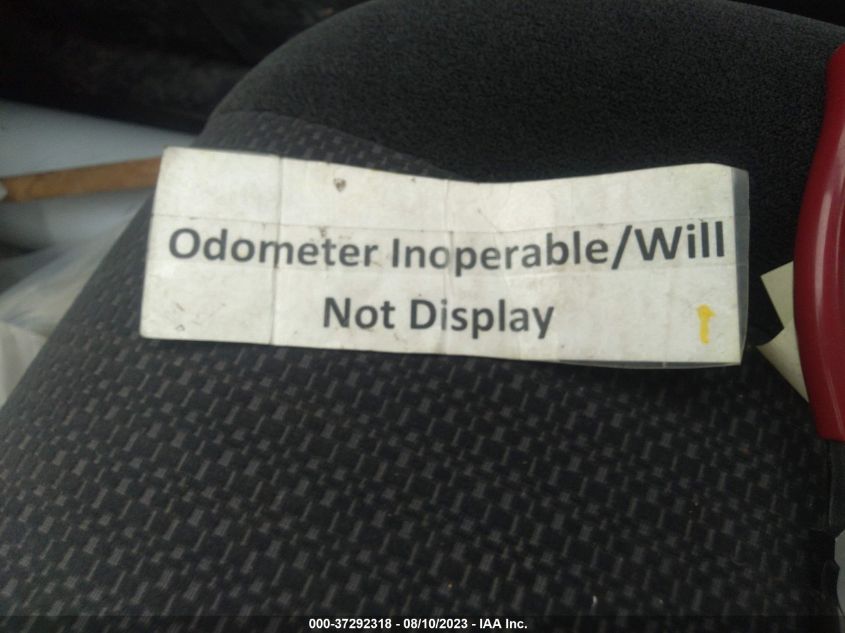 Odometer Inoperable/Will
Not Display
000-37292318 - 08/10/2023 - IAA Inc.